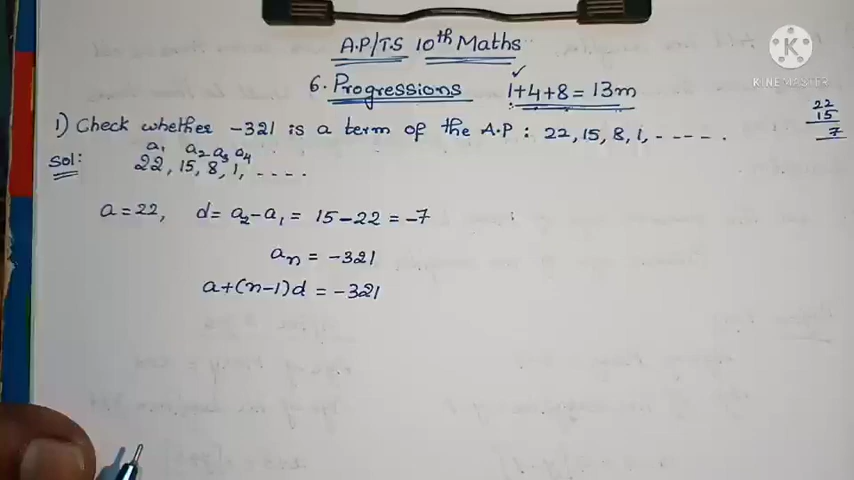 A.P/T.S 10th Maths
6. Progressions 1+4+8 = 13m
1) Check whether -321 is a term of the A.P : 22, 15, 8, 1, - - - - - .
22
15
7
Sol: a1 a2 a3 a4
22, 15, 8, 1, - - - .
a = 22, d = a2 - a1 = 15 - 22 = -7
an = -321
a+(n-1)d = -321
K
KINEMASTER